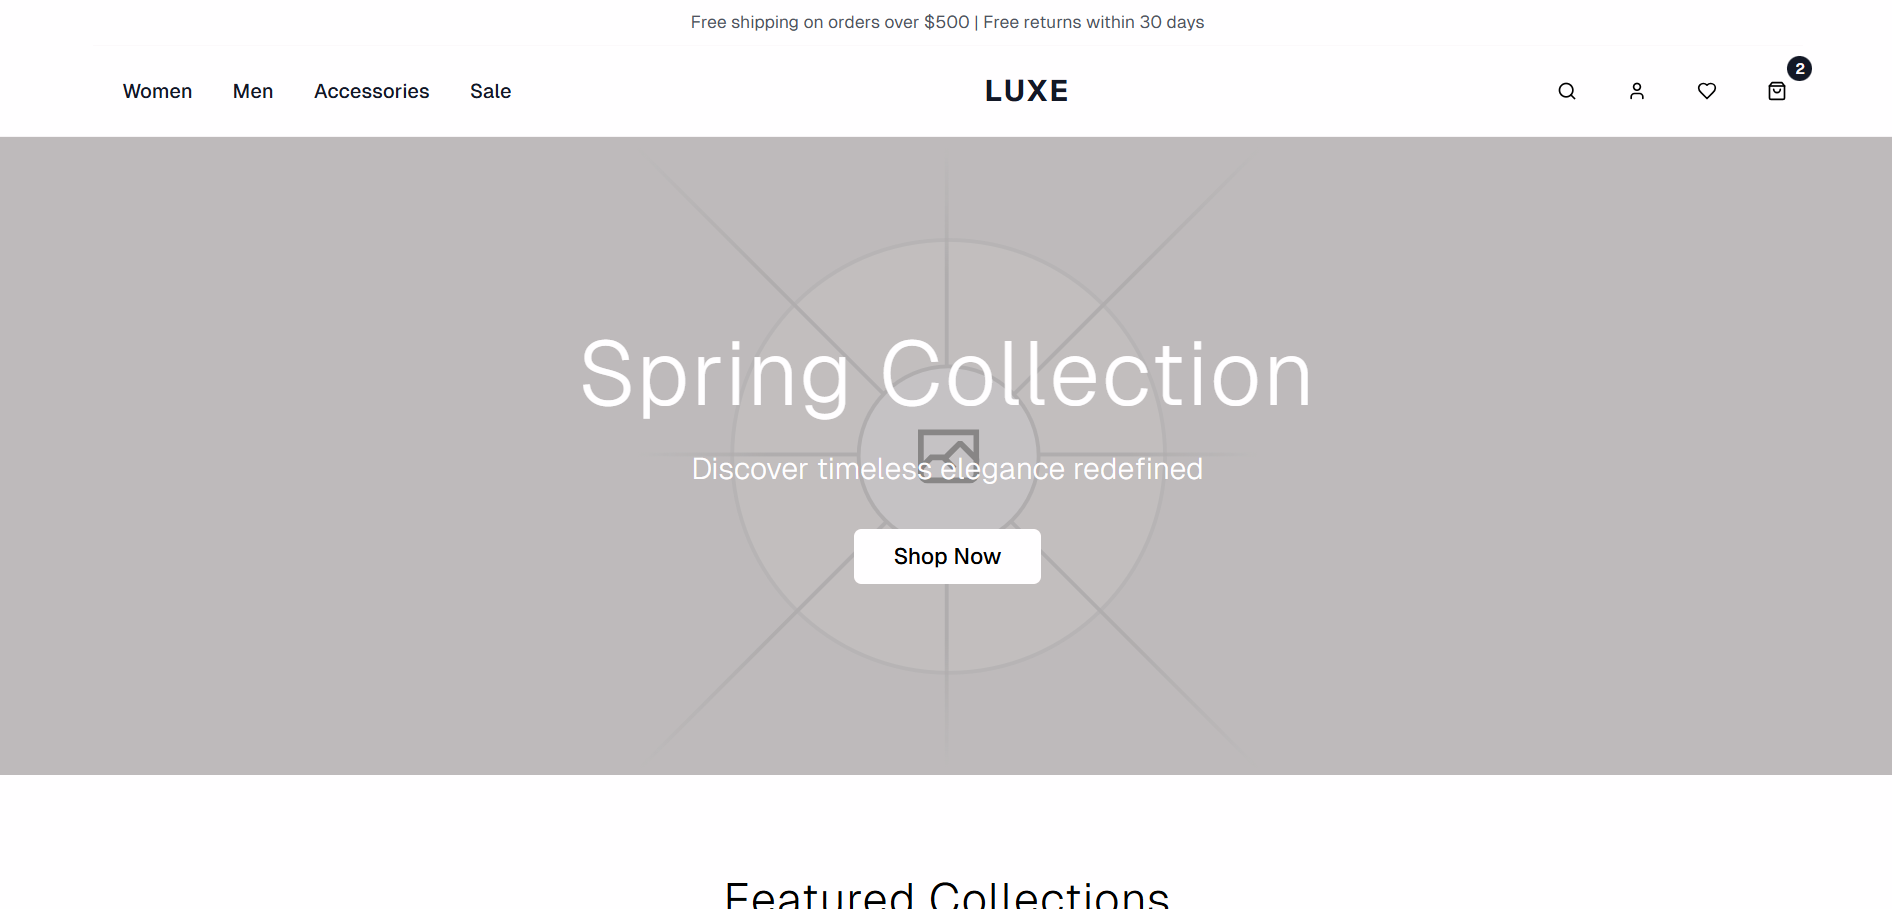 Free shipping on orders over $500 | Free returns within 30 days
Women Men Accessories Sale LUXE 2
Spring Collection
Discover timeless elegance redefined
Shop Now
Featured Collections